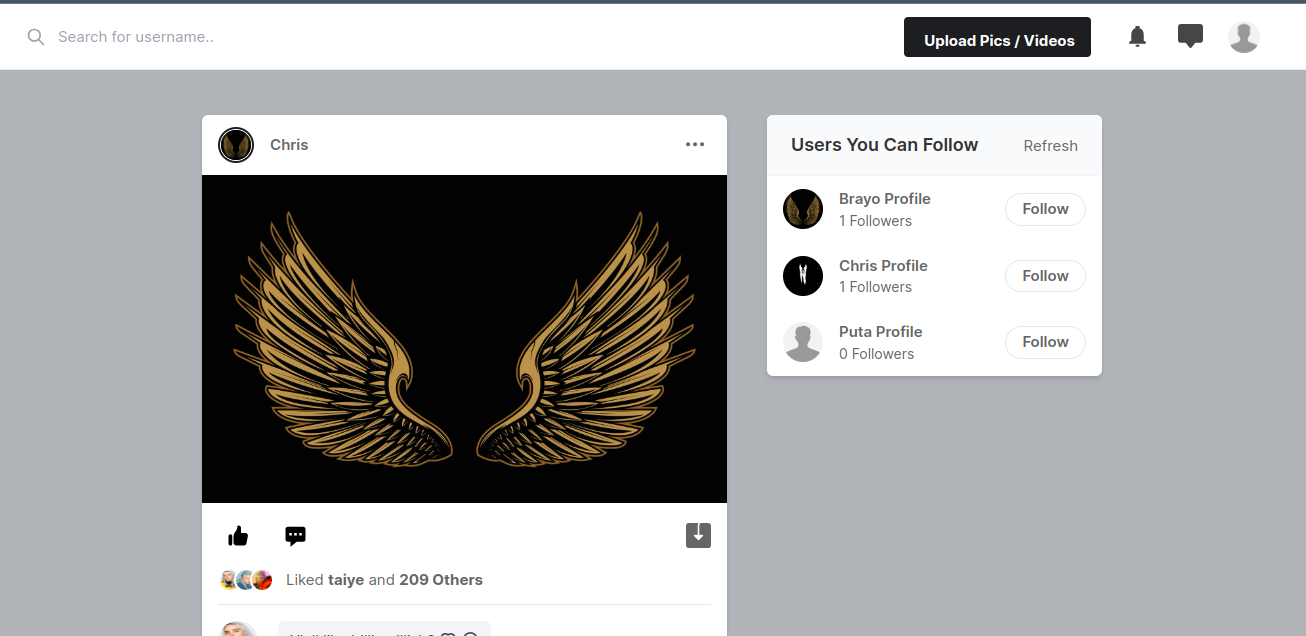 Search for username..
Upload Pics / Videos
Chris
Liked taiye and 209 Others
Users You Can Follow
Refresh
Brayo Profile
1 Followers
Follow
Chris Profile
1 Followers
Follow
Puta Profile
0 Followers
Follow